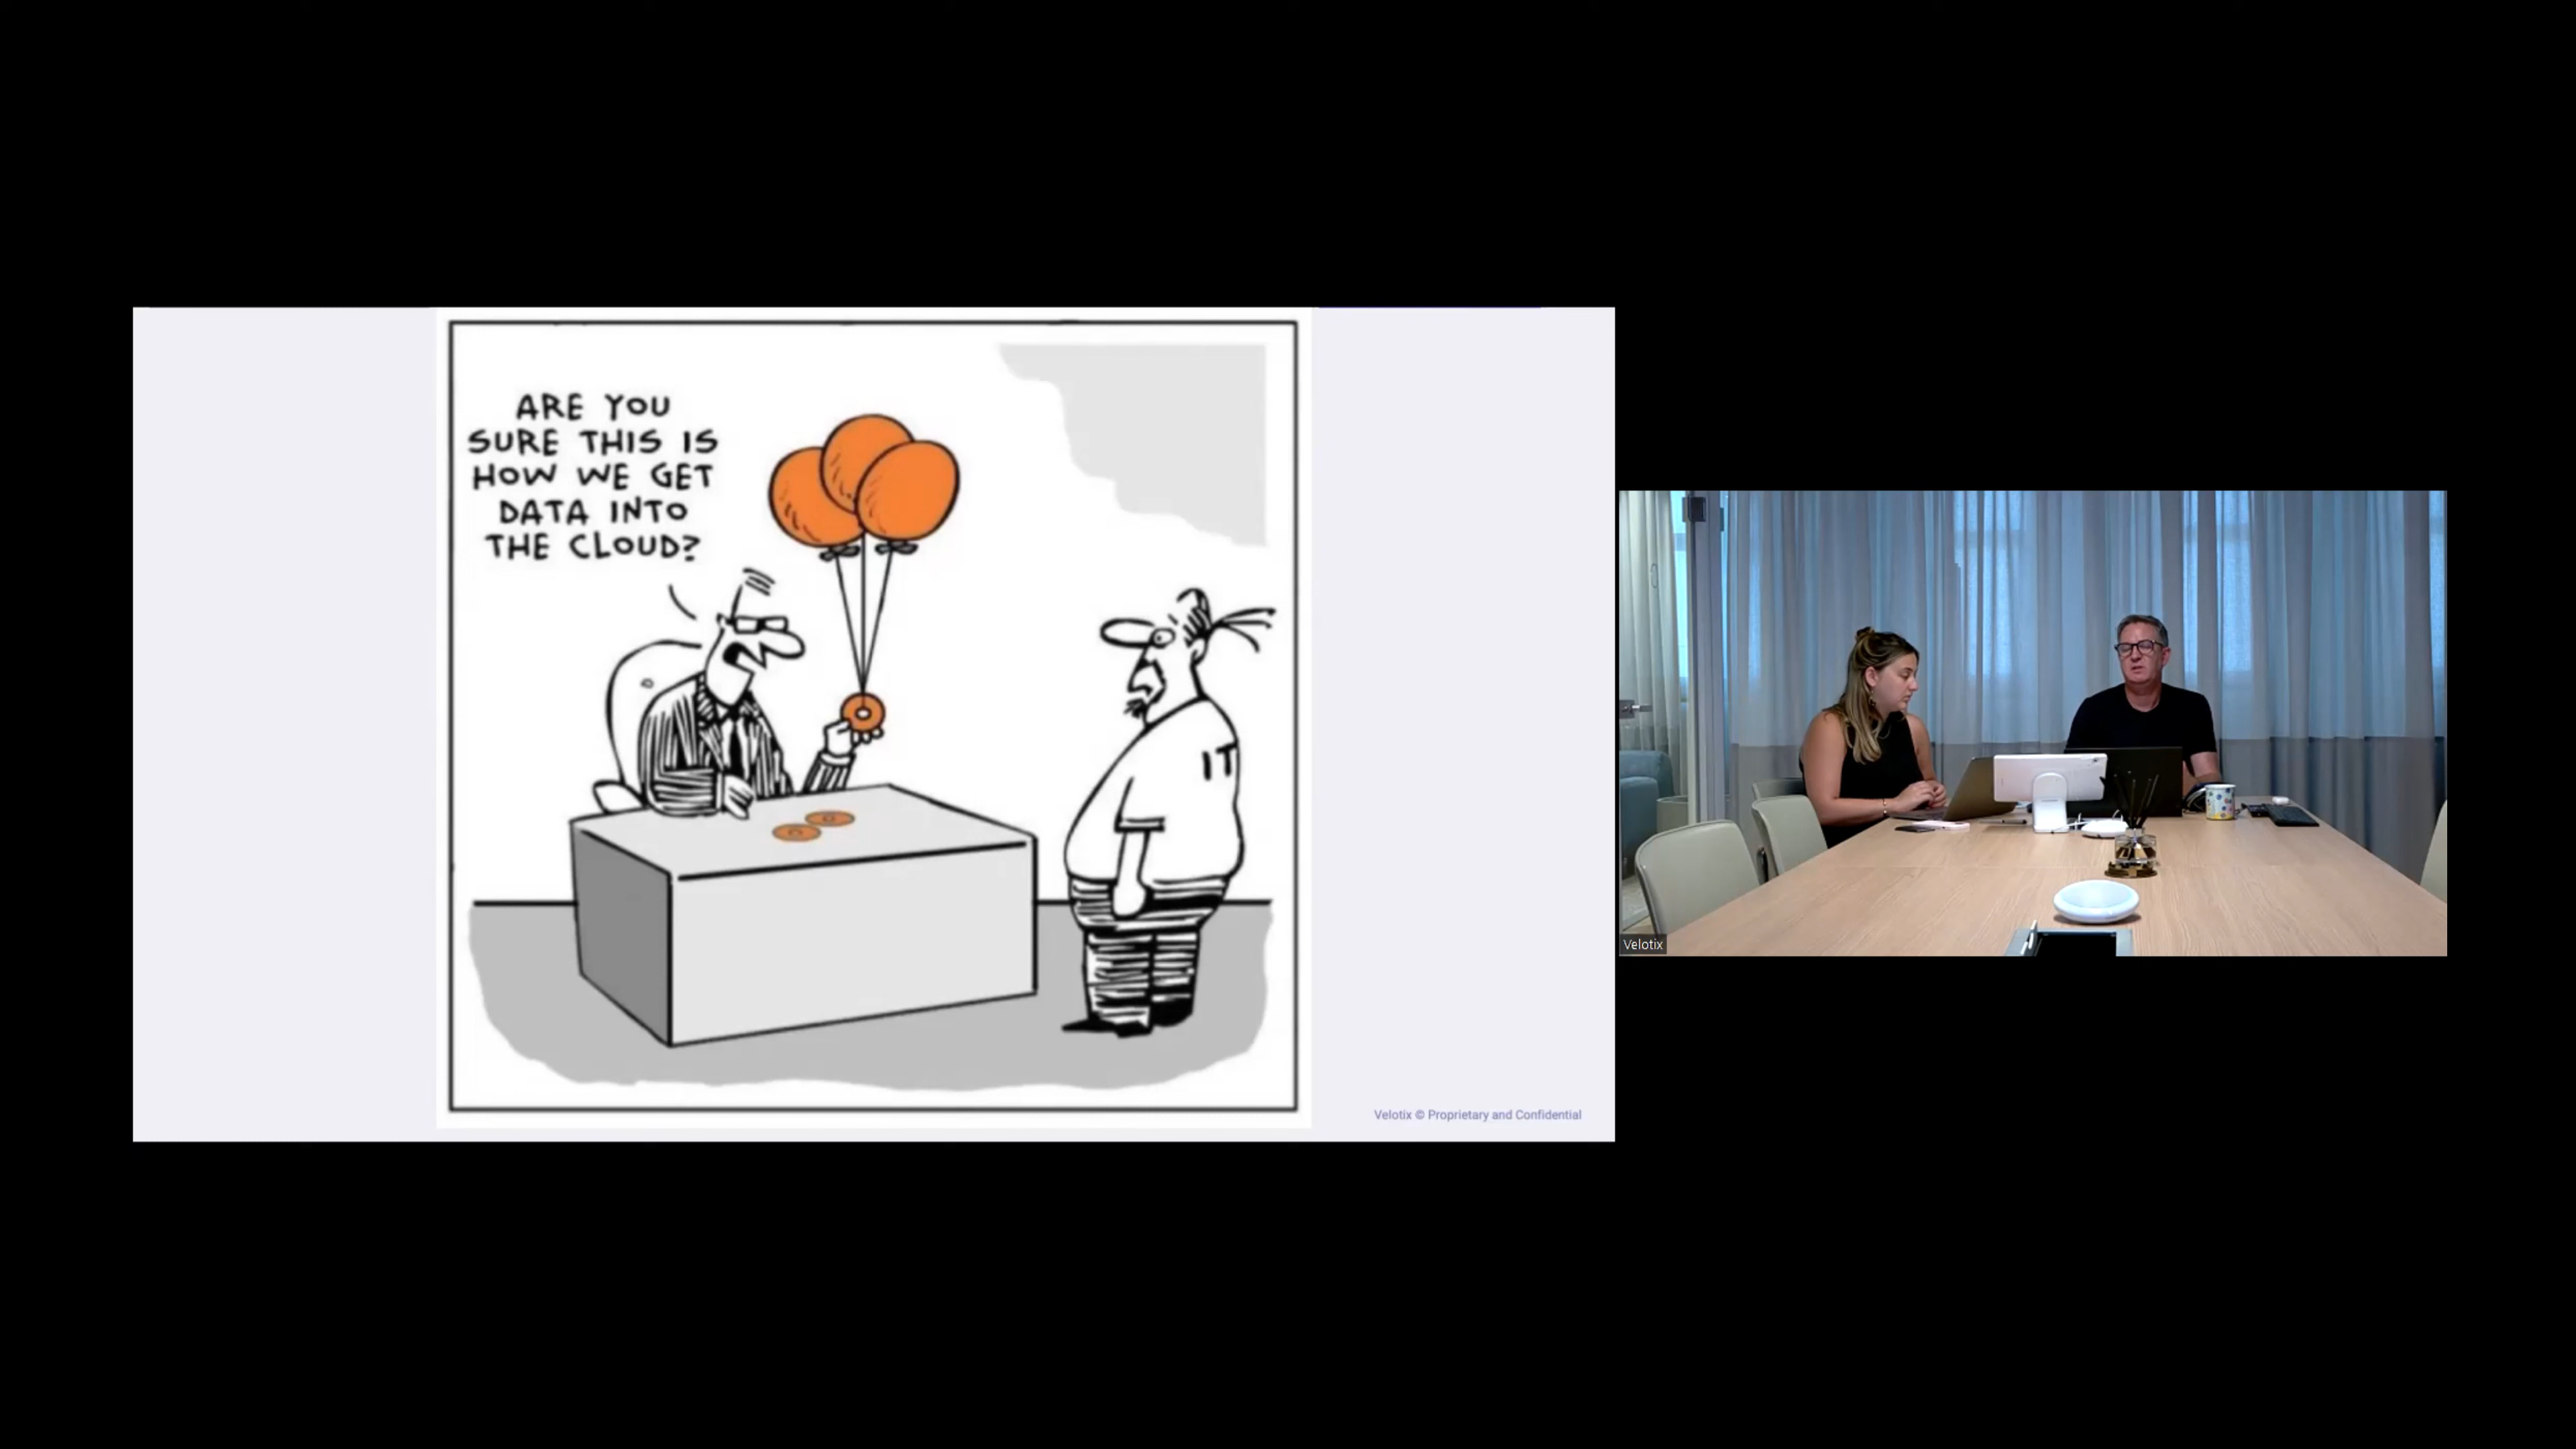 ARE YOU
SURE THIS IS
HOW WE GET
DATA INTO
THE CLOUD?
IT
Velotix © Proprietary and Confidential
Velotix